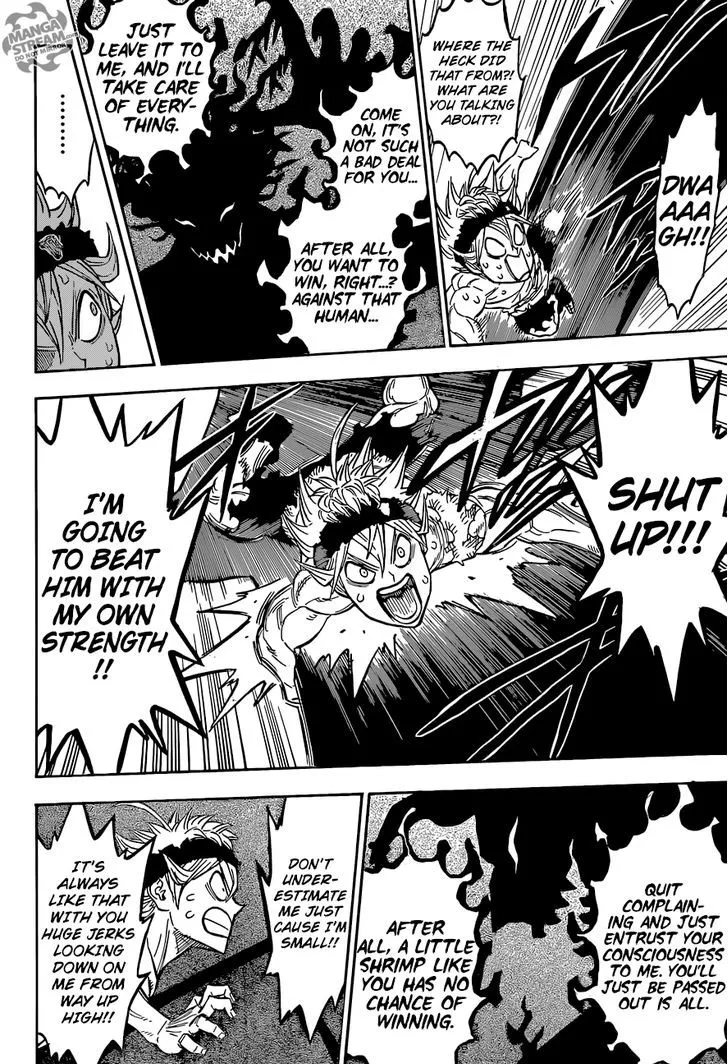 MANGA
STREAM.com
DO NOT MIRROR
WHERE
THE
HECK DID
THAT FROM?!
WHAT ARE
YOU TALKING
ABOUT?!
DWA
AAA
GH!!
COME
ON, IT'S
NOT SUCH
A BAD DEAL
FOR YOU...
AFTER ALL,
YOU WANT TO
WIN, RIGHT...?
AGAINST THAT
HUMAN...
JUST
LEAVE IT TO
ME, AND I'LL
TAKE CARE
OF EVERY-
THING.
........
SHUT
UP!!!
I'M
GOING
TO BEAT
HIM WITH
MY OWN
STRENGTH
!!
QUIT
COMPLAIN-
ING AND JUST
ENTRUST YOUR
CONSCIOUSNESS
TO ME. YOU'LL
JUST BE PASSED
OUT IS ALL.
AFTER
ALL, A LITTLE
SHRIMP LIKE
YOU HAS NO
CHANCE OF
WINNING.
DON'T
UNDER-
ESTIMATE
ME JUST
CAUSE I'M
SMALL!!
IT'S
ALWAYS
LIKE THAT
WITH YOU
HUGE JERKS
LOOKING
DOWN ON
ME FROM
WAY UP
HIGH!!